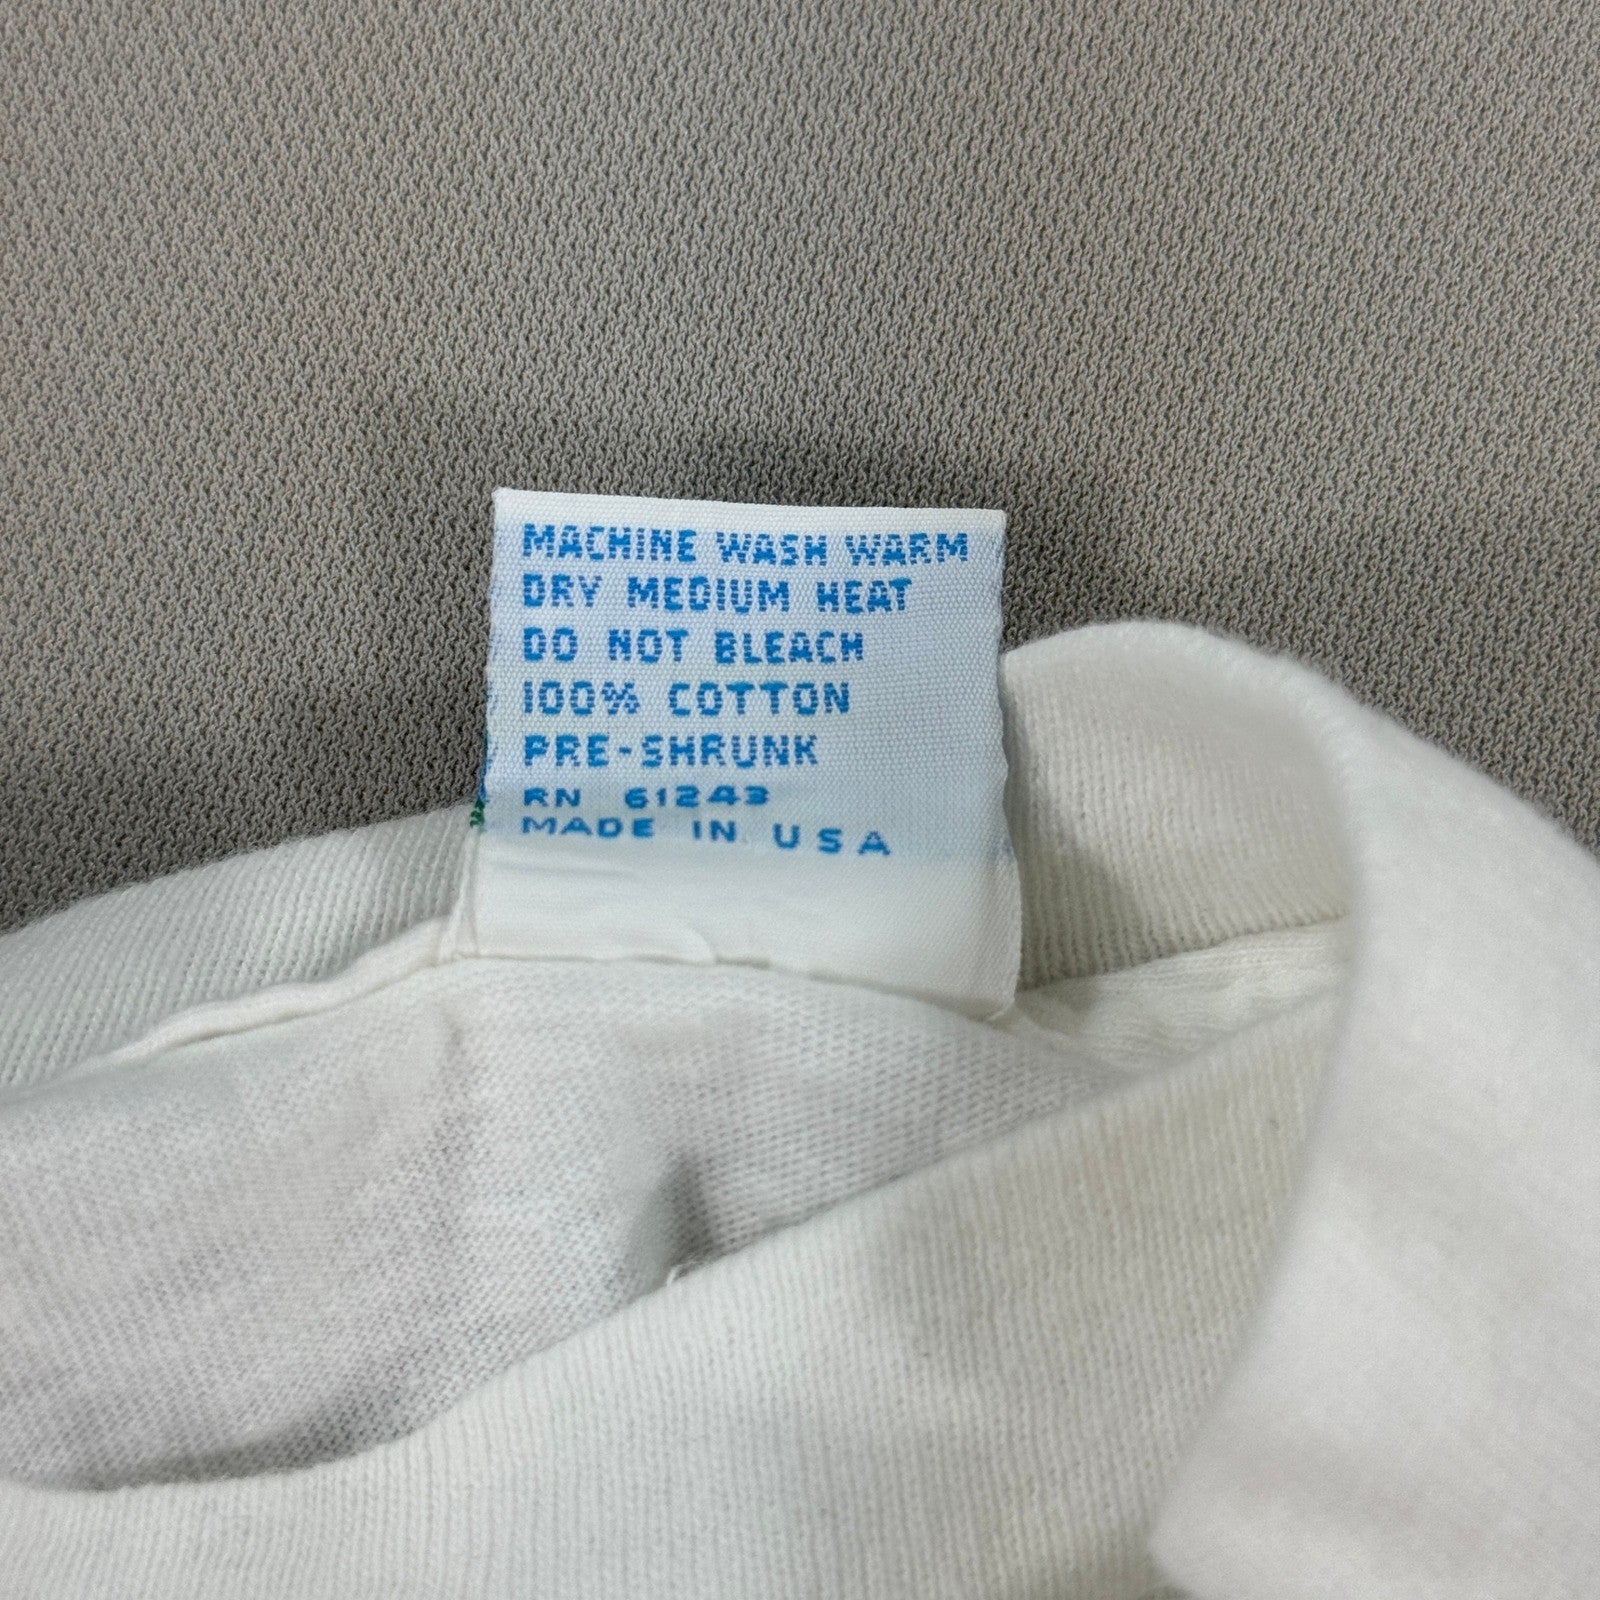 MACHINE WASH WARM
DRY MEDIUM HEAT
DO NOT BLEACH
100% COTTON
PRE-SHRUNK
RN 61243
MADE IN USA